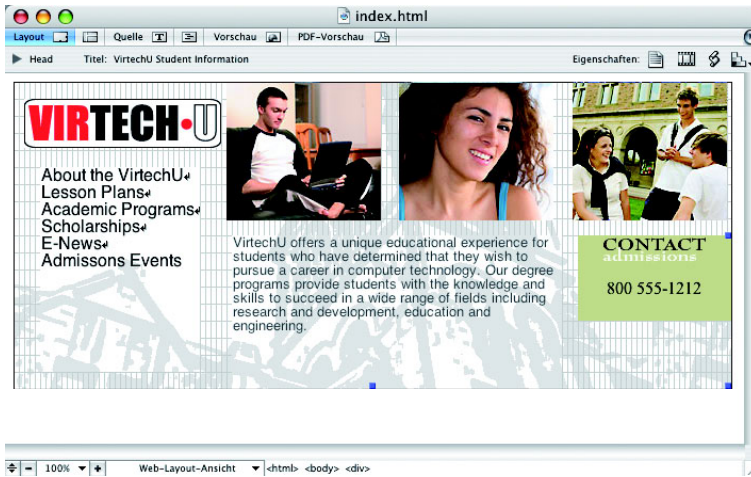 index.html
Layout Quelle Vorschau PDF-Vorschau
Head Titel: VirtechU Student Information Eigenschaften:
VIRTECH•U
About the VirtechU
Lesson Plans
Academic Programs
Scholarships
E-News
Admissons Events
VirtechU offers a unique educational experience for
students who have determined that they wish to
pursue a career in computer technology. Our degree
programs provide students with the knowledge and
skills to succeed in a wide range of fields including
research and development, education and
engineering.
CONTACT
admissions
800 555-1212
100% Web-Layout-Ansicht <html> <body> <div>